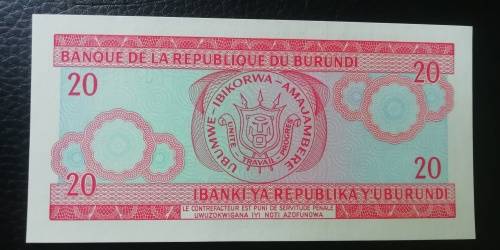 BANQUE DE LA REPUBLIQUE DU BURUNDI
20
20
UBUMWE-IBIKORWA-AMAJAMBERE
UNITE TRAVAIL PROGRES
20
20
IBANKI YA REPUBLIKA Y'UBURUNDI
LE CONTREFACTEUR EST PUNI DE SERVITUDE PENALE
UWUZOKWIGANA IYI NOTI AZOFUNGWA